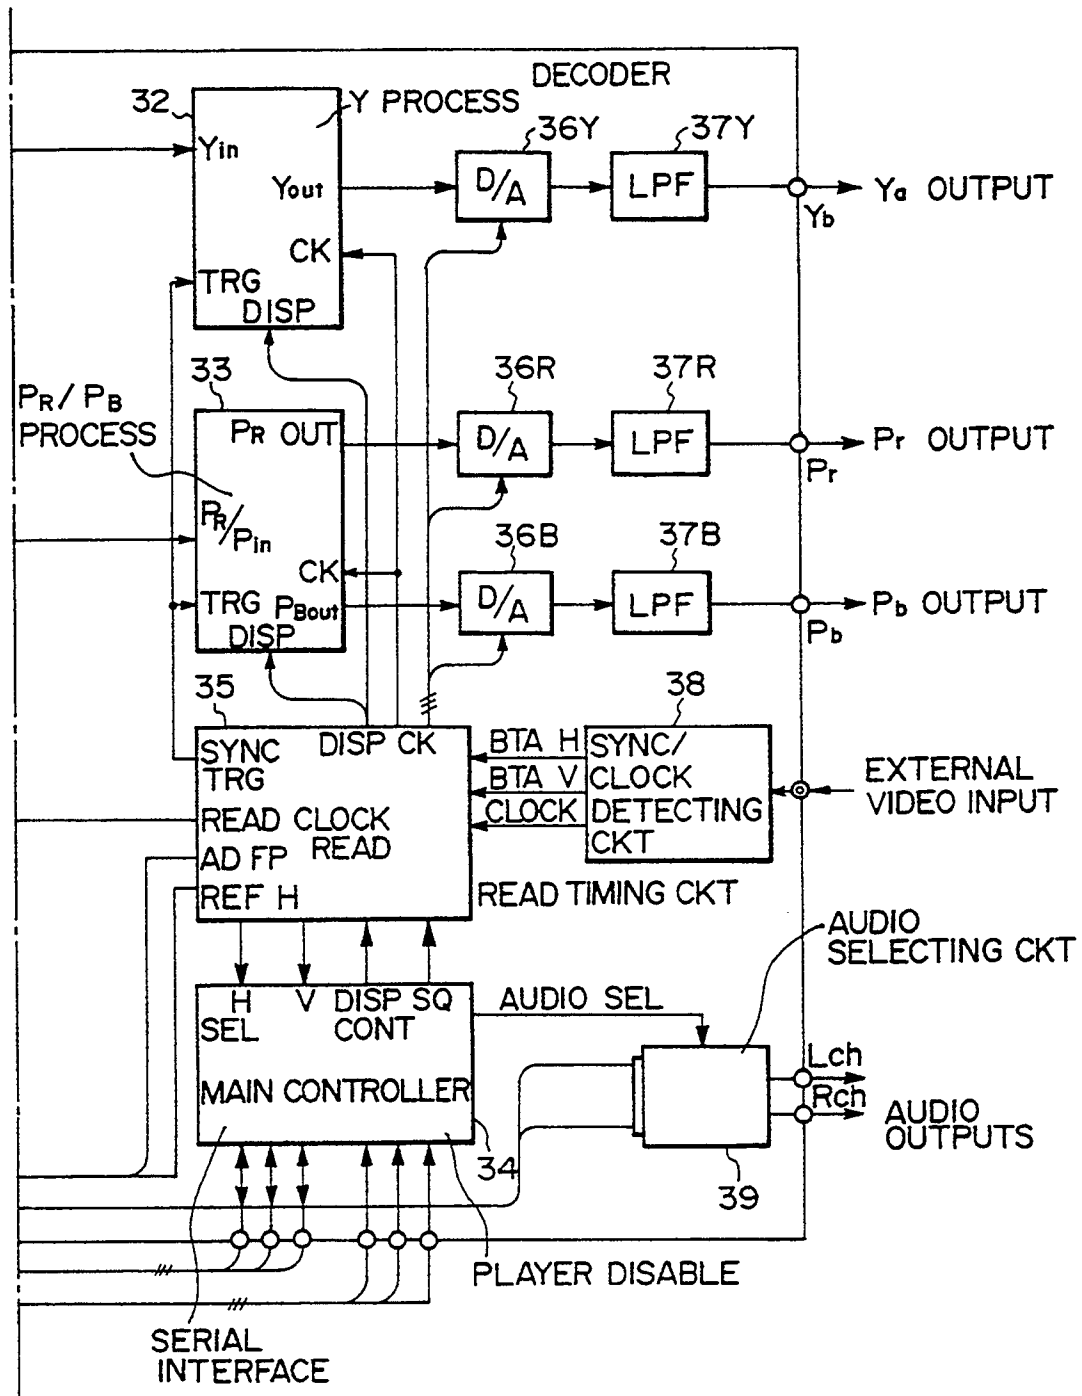 DECODER
32
Y PROCESS
36Y
37Y
Yin
Yout
D/A
LPF
Ya OUTPUT
Yb
CK
TRG
DISP
33
36R
37R
PR/PB
PROCESS
PR OUT
D/A
LPF
Pr OUTPUT
Pr
PR/Pin
36B
37B
CK
TRG
PBout
D/A
LPF
Pb OUTPUT
Pb
DISP
35
38
SYNC
TRG
DISP CK
BTA H
BTA V
CLOCK
SYNC/
CLOCK
DETECTING
CKT
EXTERNAL
VIDEO INPUT
READ CLOCK
READ
AD FP
REF H
READ TIMING CKT
AUDIO
SELECTING CKT
H
SEL
V
DISP
CONT
SQ
AUDIO SEL
MAIN CONTROLLER
Lch
Rch
AUDIO
OUTPUTS
34
39
PLAYER DISABLE
SERIAL
INTERFACE